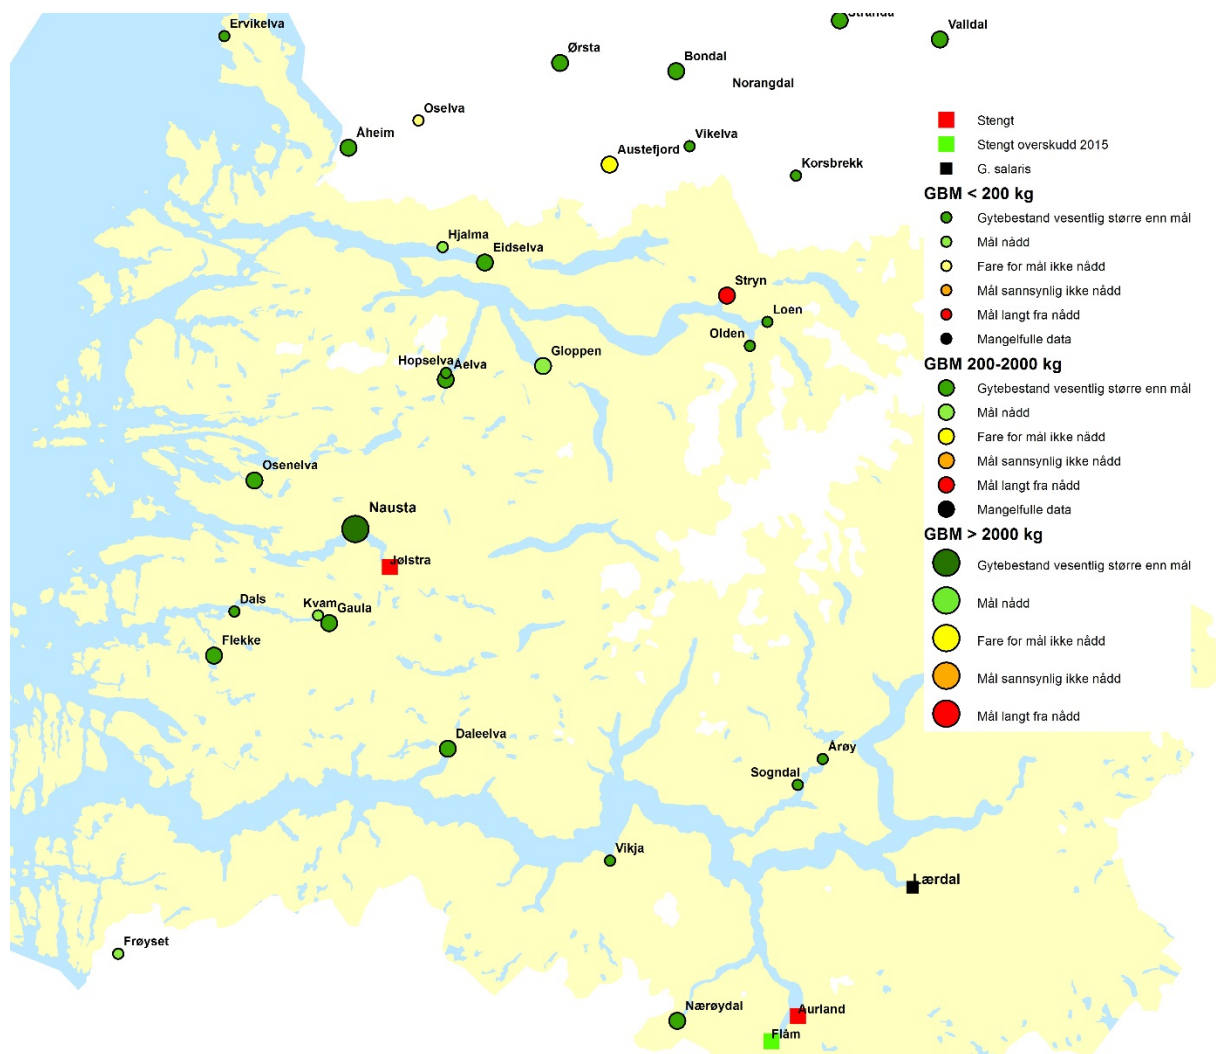 Ervikelva
Stranda
Valldal
Ørsta
Bondal
Norangdal
Oselva
Åheim
Austefjord
Vikelva
Korsbrekk
Stengt
Stengt overskudd 2015
G. salaris
GBM < 200 kg
Gytebestand vesentlig større enn mål
Mål nådd
Fare for mål ikke nådd
Mål sannsynlig ikke nådd
Mål langt fra nådd
Mangelfulle data
GBM 200-2000 kg
Gytebestand vesentlig større enn mål
Mål nådd
Fare for mål ikke nådd
Mål sannsynlig ikke nådd
Mål langt fra nådd
Mangelfulle data
GBM > 2000 kg
Gytebestand vesentlig større enn mål
Mål nådd
Fare for mål ikke nådd
Mål sannsynlig ikke nådd
Mål langt fra nådd
Hjalma
Eidselva
Stryn
Loen
Olden
Gloppen
Hopselva
Åelva
Osenelva
Nausta
Jølstra
Dals
Kvam
Gaula
Flekke
Daleelva
Årøy
Sogndal
Vikja
Lærdal
Frøyset
Nærøydal
Aurland
Flåm